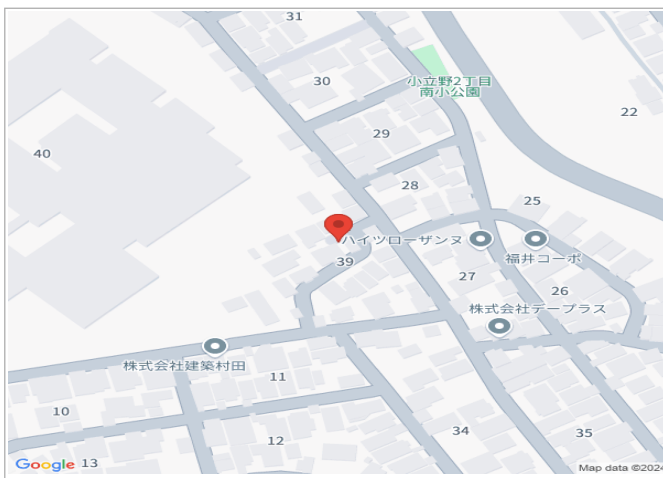 31
30
小立野2丁目
南小公園
22
29
40
28
25
ハイツローザンヌ
39
福井コーポ
27
26
株式会社デープラス
株式会社建築村田
11
10
34
12
35
13
Google
Map data ©2024